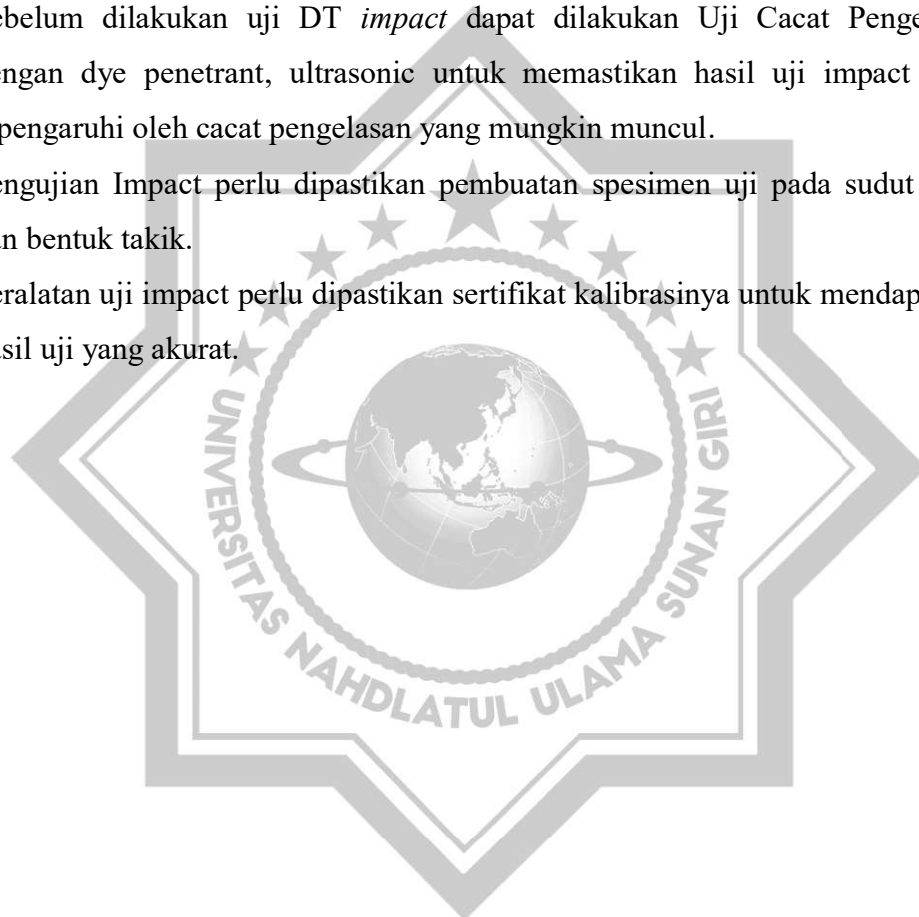 ebelum dilakukan uji DT impact dapat dilakukan Uji Cacat Penge
engan dye penetrant, ultrasonic untuk memastikan hasil uji impact
pengaruhi oleh cacat pengelasan yang mungkin muncul.
engujian Impact perlu dipastikan pembuatan spesimen uji pada sudut
an bentuk takik.
eralatan uji impact perlu dipastikan sertifikat kalibrasinya untuk mendap
asil uji yang akurat.
UNIVERSITAS NAHDLATUL ULAMA SUNAN GIRI